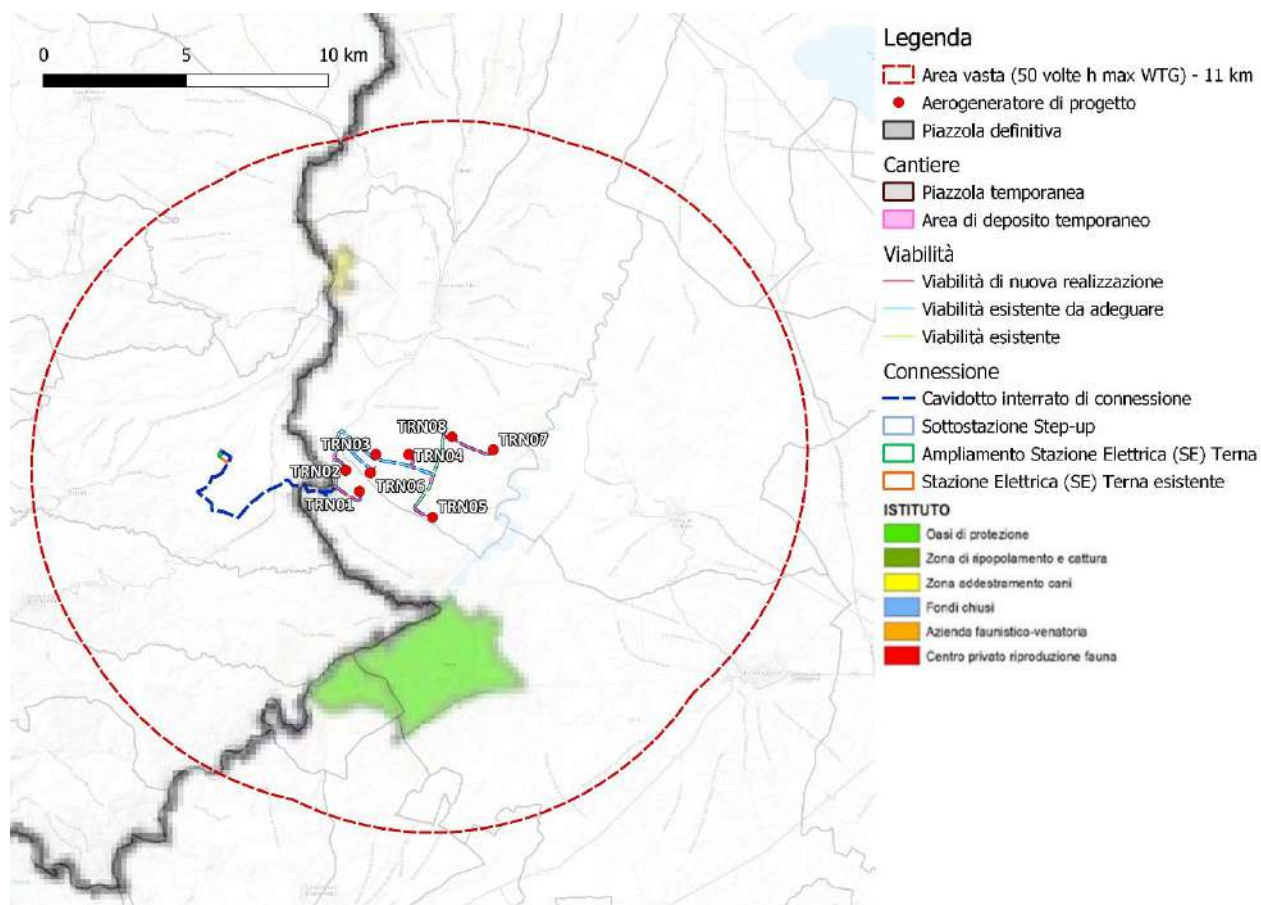 0 5 10 km
TRN08
TRN07
TRN03
TRN04
TRN02
TRN06
TRN01
TRN05
Legenda
Area vasta (50 volte h max WTG) - 11 km
Aerogeneratore di progetto
Piazzola definitiva
Cantiere
Piazzola temporanea
Area di deposito temporaneo
Viabilità
Viabilità di nuova realizzazione
Viabilità esistente da adeguare
Viabilità esistente
Connessione
Cavidotto interrato di connessione
Sottostazione Step-up
Ampliamento Stazione Elettrica (SE) Terna
Stazione Elettrica (SE) Terna esistente
ISTITUTO
Oasi di protezione
Zona di ripopolamento e cattura
Zona addestramento cani
Fondi chiusi
Azienda faunistico-venatoria
Centro privato riproduzione fauna